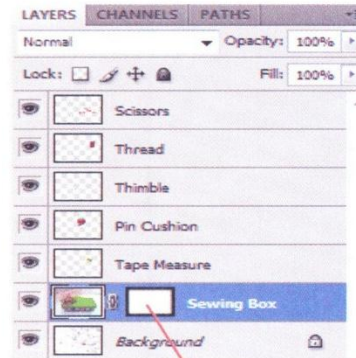 LAYERS CHANNELS PATHS
Normal Opacity: 100%
Lock: Fill: 100%
Scissors
Thread
Thimble
Pin Cushion
Tape Measure
Sewing Box
Background